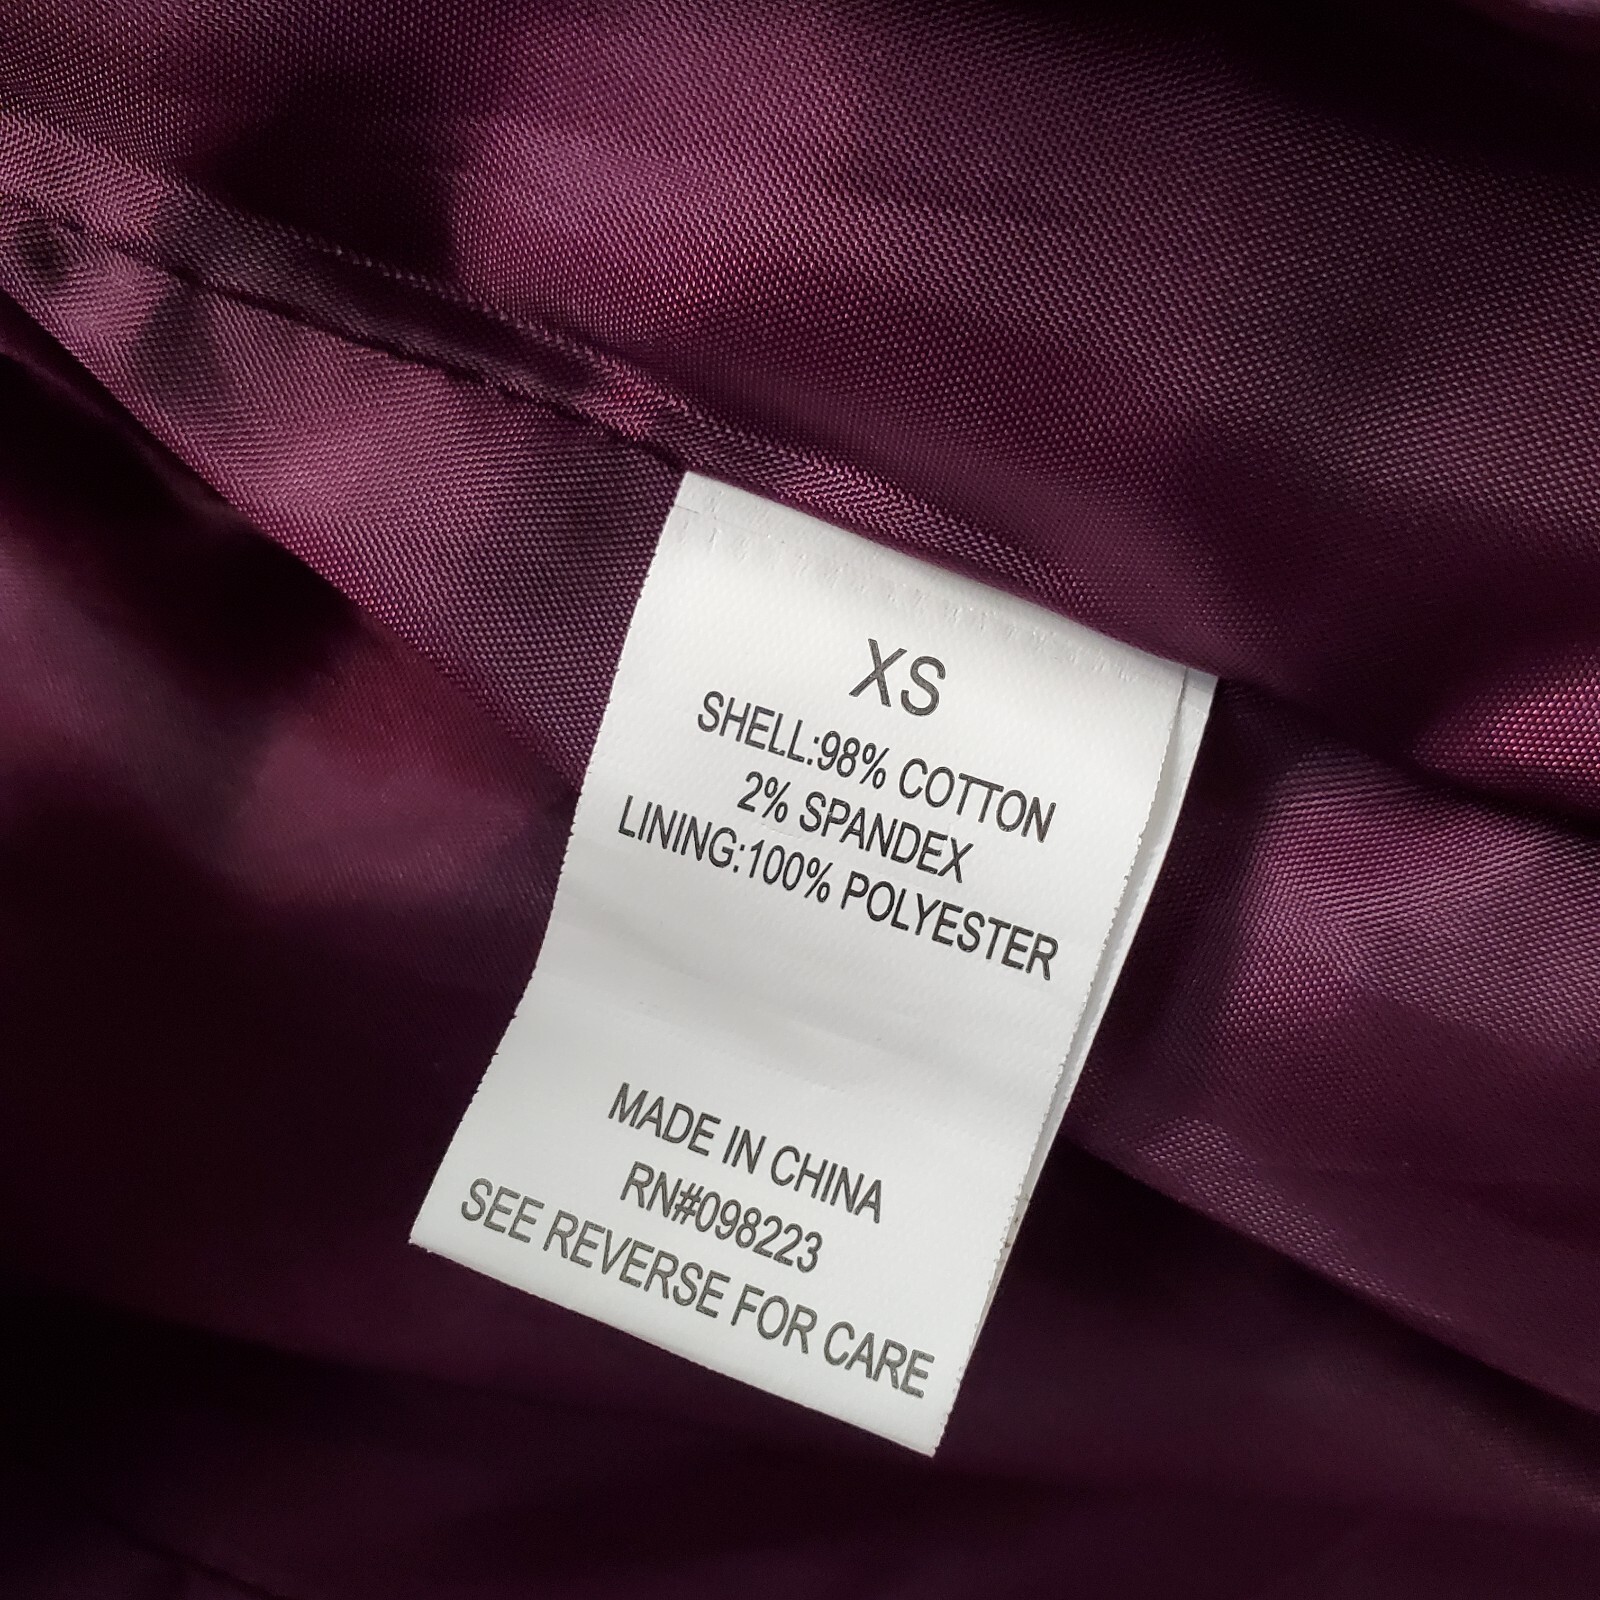 XS
SHELL:98% COTTON
2% SPANDEX
LINING:100% POLYESTER
MADE IN CHINA
RN#098223
SEE REVERSE FOR CARE